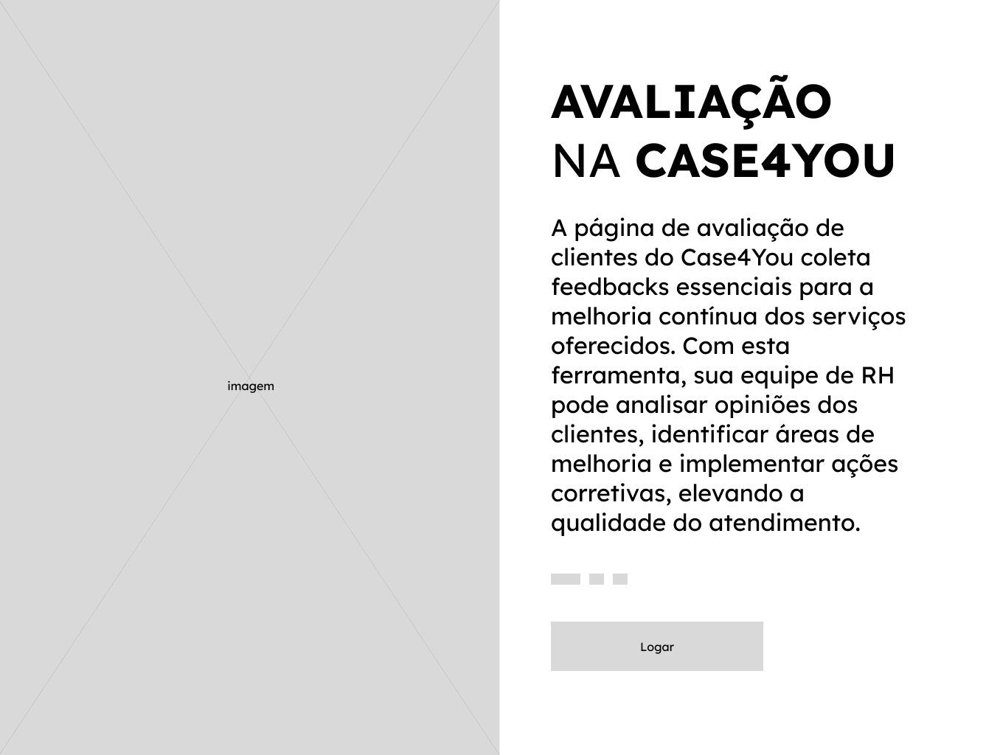 imagem
AVALIAÇÃO
NA CASE4YOU
A página de avaliação de
clientes do Case4You coleta
feedbacks essenciais para a
melhoria contínua dos serviços
oferecidos. Com esta
ferramenta, sua equipe de RH
pode analisar opiniões dos
clientes, identificar áreas de
melhoria e implementar ações
corretivas, elevando a
qualidade do atendimento.
Logar